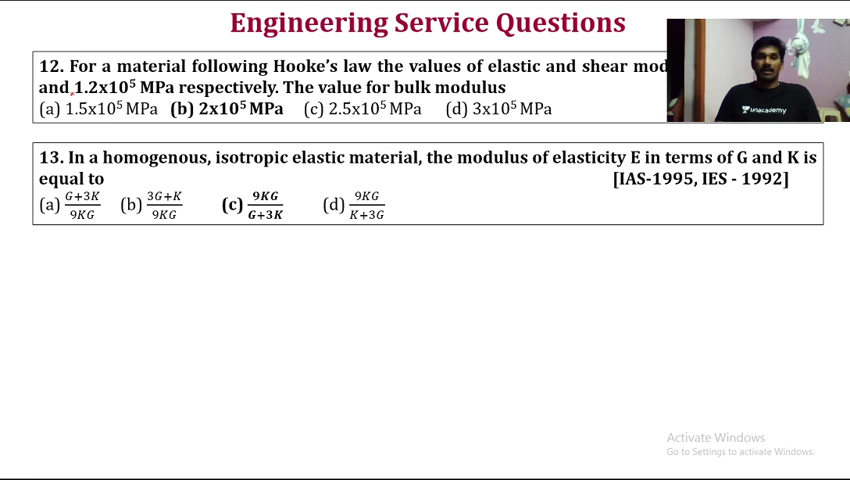 Engineering Service Questions
12. For a material following Hooke's law the values of elastic and shear mod
and 1.2x10⁵ MPa respectively. The value for bulk modulus
(a) 1.5x10⁵ MPa (b) 2x10⁵ MPa (c) 2.5x10⁵ MPa (d) 3x10⁵ MPa
unacademy
13. In a homogenous, isotropic elastic material, the modulus of elasticity E in terms of G and K is
equal to [IAS-1995, IES - 1992]
(a) G+3K/9KG (b) 3G+K/9KG (c) 9KG/G+3K (d) 9KG/K+3G
Activate Windows
Go to Settings to activate Windows.